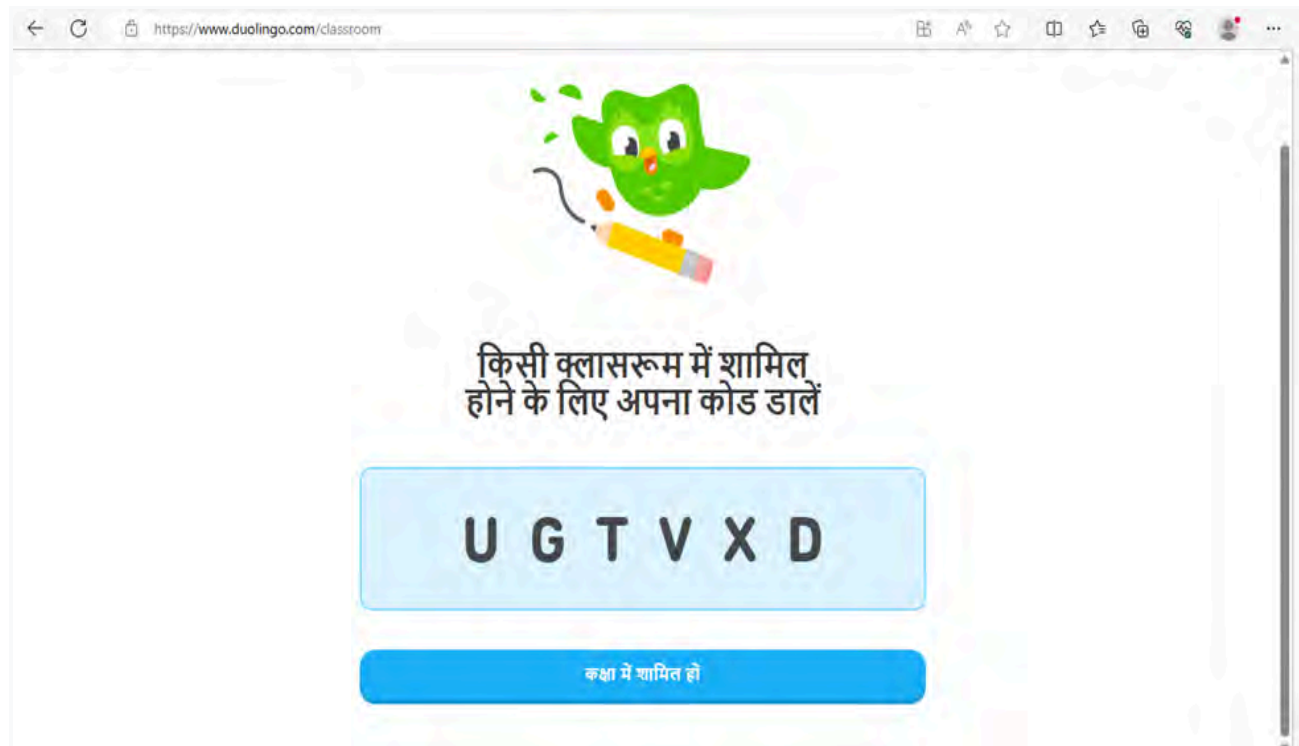 https://www.duolingo.com/classroom
किसी क्लासरूम में शामिल
होने के लिए अपना कोड डालें
U G T V X D
कक्षा में शामित हों